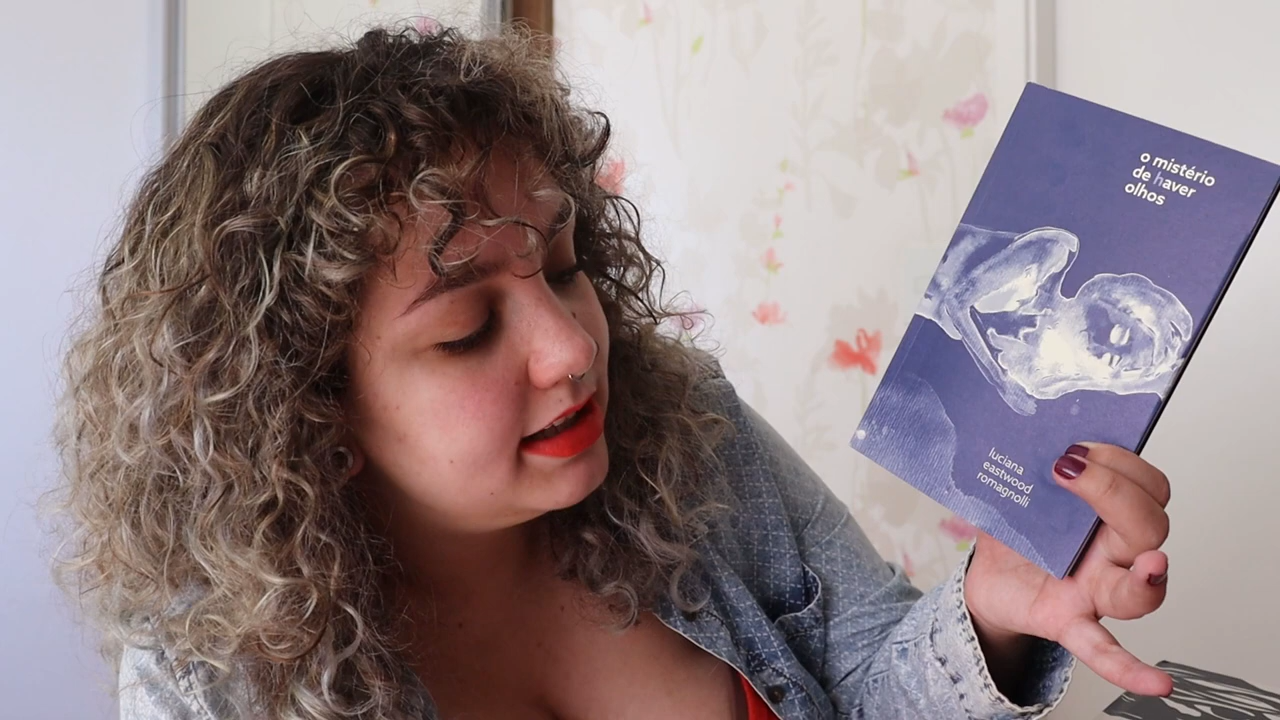 o mistério
de haver
olhos
luciana
eastwood
romagnolli